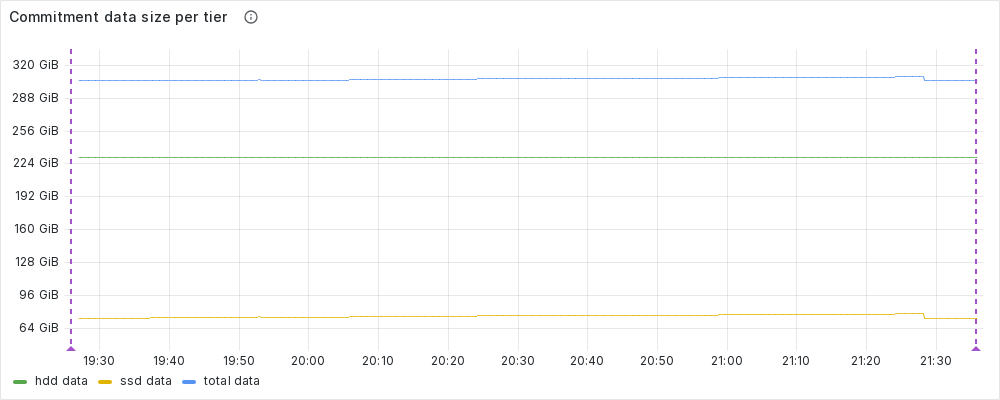 Commitment data size per tier
320 GiB
288 GiB
256 GiB
224 GiB
192 GiB
160 GiB
128 GiB
96 GiB
64 GiB
19:30 19:40 19:50 20:00 20:10 20:20 20:30 20:40 20:50 21:00 21:10 21:20 21:30
hdd data ssd data total data